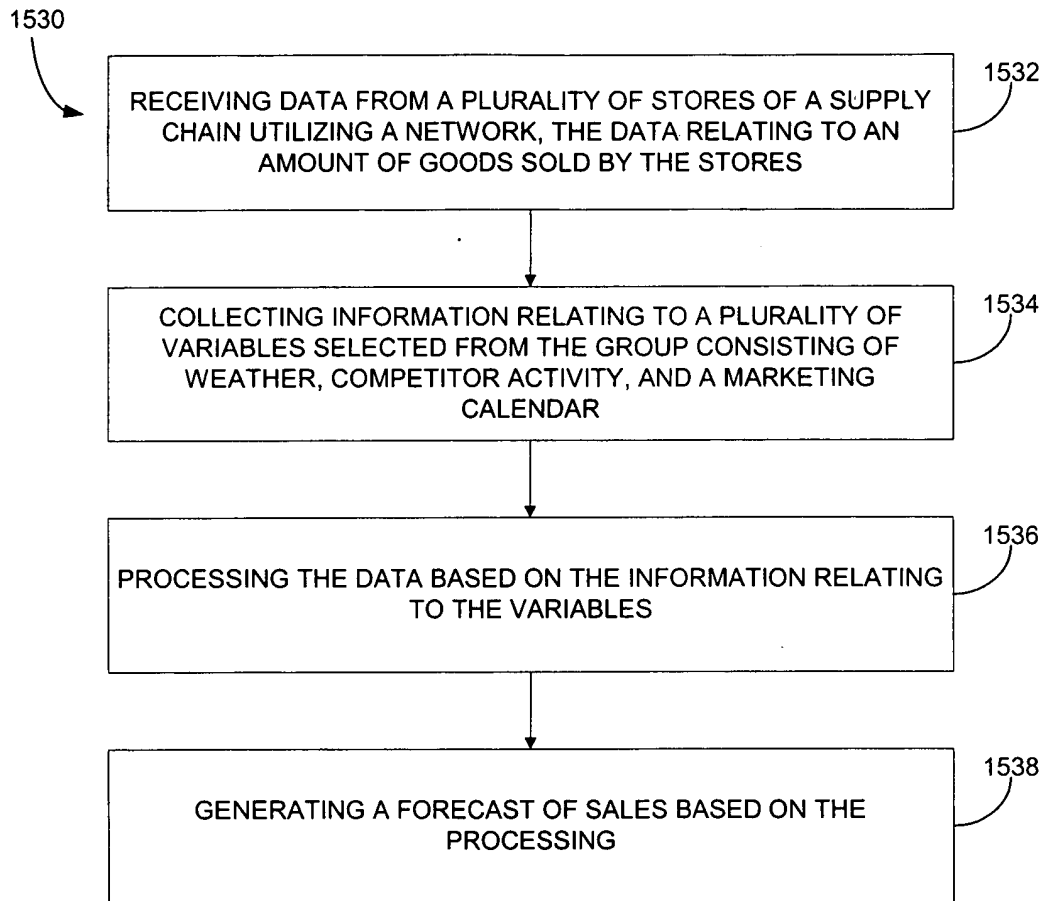 1530
1532
RECEIVING DATA FROM A PLURALITY OF STORES OF A SUPPLY
CHAIN UTILIZING A NETWORK, THE DATA RELATING TO AN
AMOUNT OF GOODS SOLD BY THE STORES
1534
COLLECTING INFORMATION RELATING TO A PLURALITY OF
VARIABLES SELECTED FROM THE GROUP CONSISTING OF
WEATHER, COMPETITOR ACTIVITY, AND A MARKETING
CALENDAR
1536
PROCESSING THE DATA BASED ON THE INFORMATION RELATING
TO THE VARIABLES
1538
GENERATING A FORECAST OF SALES BASED ON THE
PROCESSING